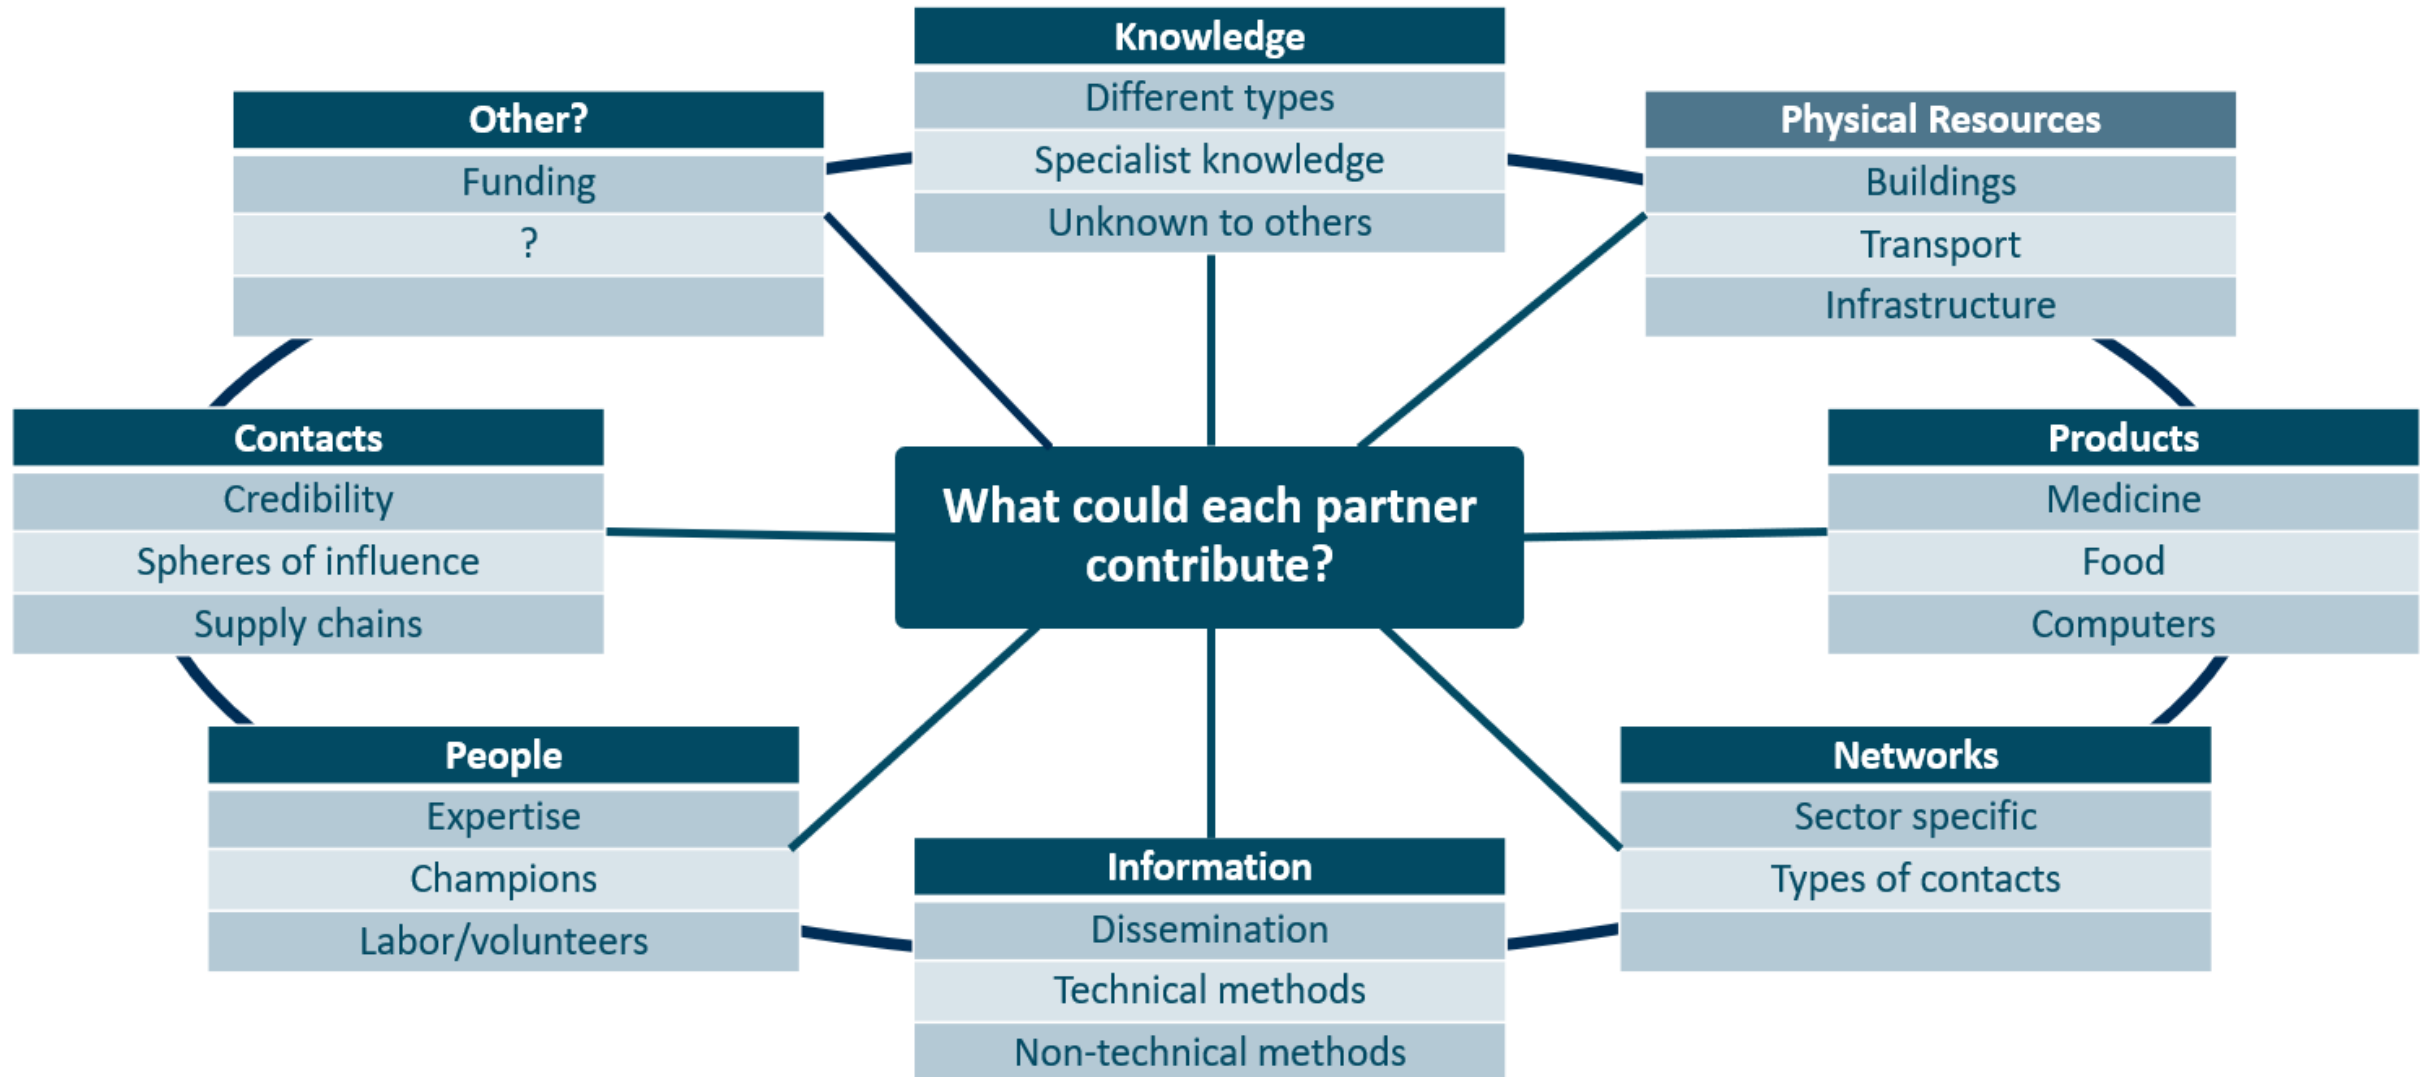 Knowledge
Different types
Specialist knowledge
Unknown to others
Other?
Funding
?
Physical Resources
Buildings
Transport
Infrastructure
Contacts
Credibility
Spheres of influence
Supply chains
What could each partner
contribute?
Products
Medicine
Food
Computers
People
Expertise
Champions
Labor/volunteers
Information
Dissemination
Technical methods
Non-technical methods
Networks
Sector specific
Types of contacts